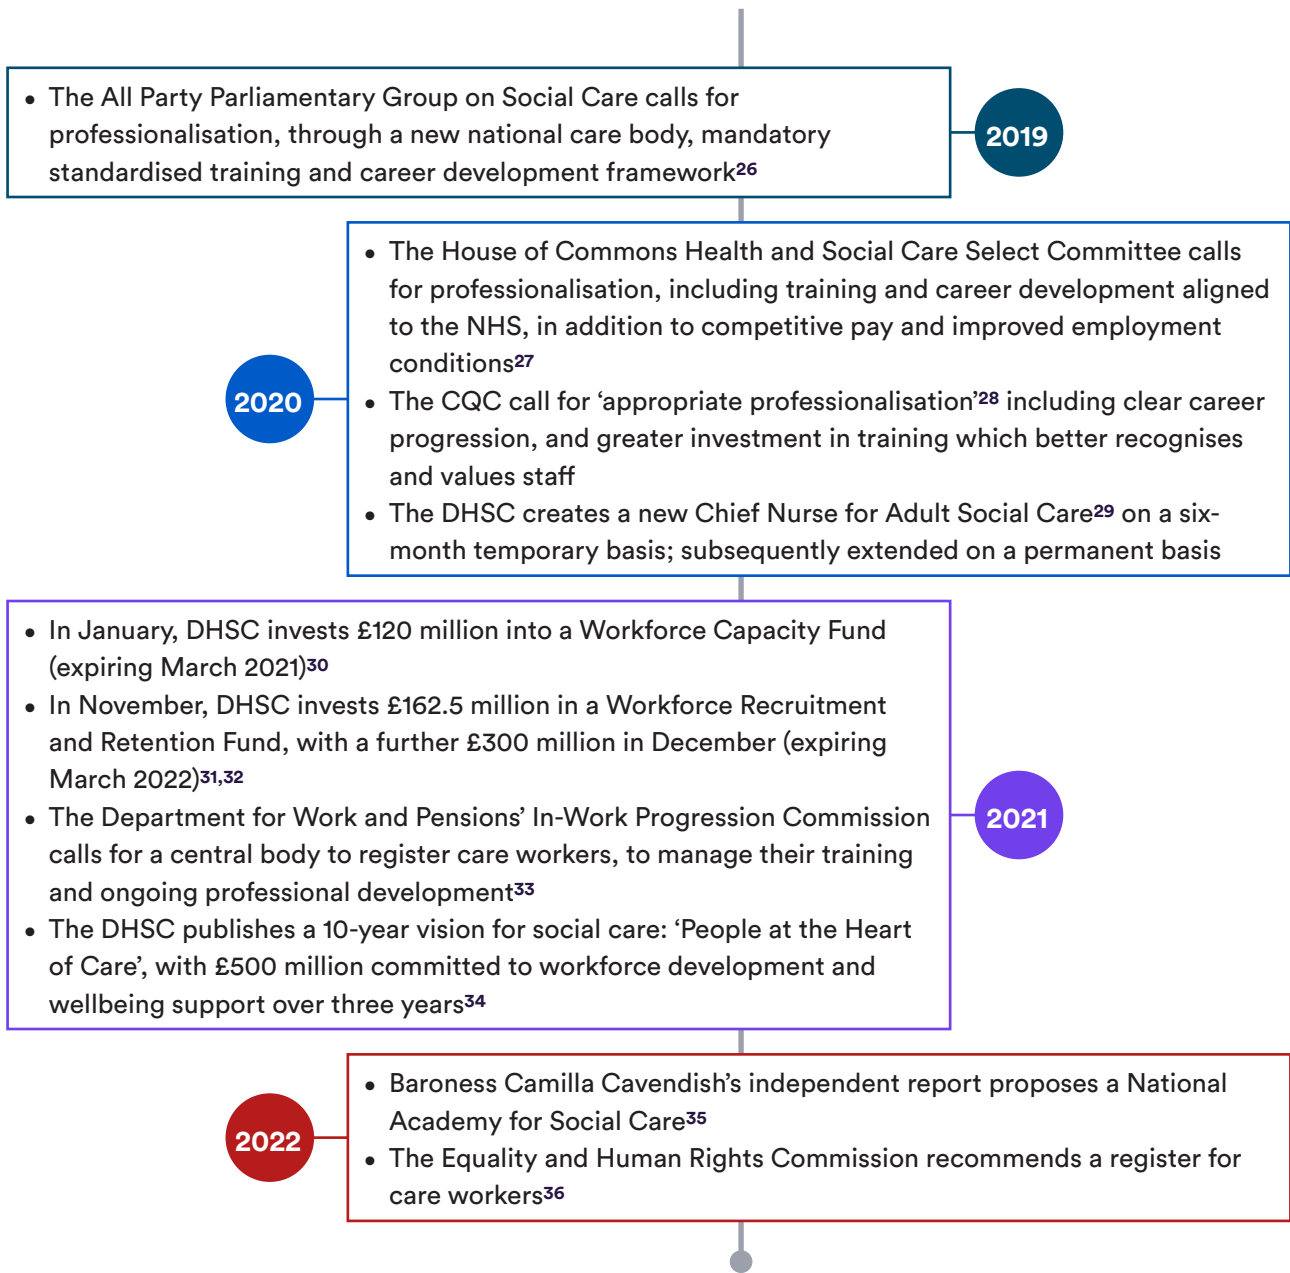 • The All Party Parliamentary Group on Social Care calls for
professionalisation, through a new national care body, mandatory
standardised training and career development framework26
2019
• The House of Commons Health and Social Care Select Committee calls
for professionalisation, including training and career development aligned
to the NHS, in addition to competitive pay and improved employment
conditions27
• The CQC call for ‘appropriate professionalisation’28 including clear career
progression, and greater investment in training which better recognises
and values staff
• The DHSC creates a new Chief Nurse for Adult Social Care29 on a six-
month temporary basis; subsequently extended on a permanent basis
2020
• In January, DHSC invests £120 million into a Workforce Capacity Fund
(expiring March 2021)30
• In November, DHSC invests £162.5 million in a Workforce Recruitment
and Retention Fund, with a further £300 million in December (expiring
March 2022)31,32
• The Department for Work and Pensions’ In-Work Progression Commission
calls for a central body to register care workers, to manage their training
and ongoing professional development33
• The DHSC publishes a 10-year vision for social care: ‘People at the Heart
of Care’, with £500 million committed to workforce development and
wellbeing support over three years34
2021
• Baroness Camilla Cavendish’s independent report proposes a National
Academy for Social Care35
• The Equality and Human Rights Commission recommends a register for
care workers36
2022